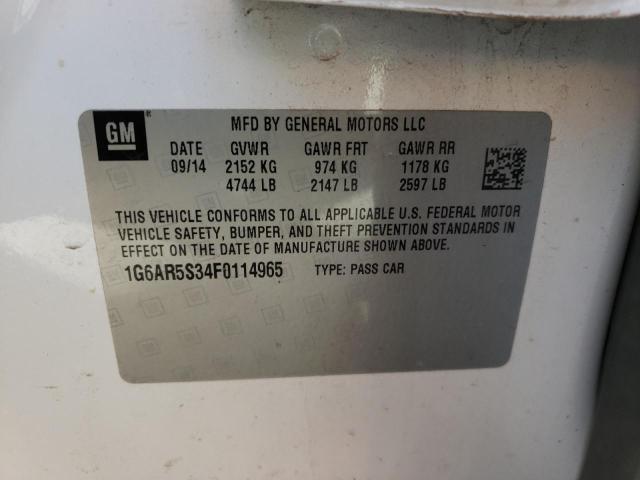 GM ®
MFD BY GENERAL MOTORS LLC
DATE GVWR GAWR FRT GAWR RR
09/14 2152 KG 974 KG 1178 KG
4744 LB 2147 LB 2597 LB
THIS VEHICLE CONFORMS TO ALL APPLICABLE U.S. FEDERAL MOTOR
VEHICLE SAFETY, BUMPER, AND THEFT PREVENTION STANDARDS IN
EFFECT ON THE DATE OF MANUFACTURE SHOWN ABOVE.
1G6AR5S34F0114965 TYPE: PASS CAR